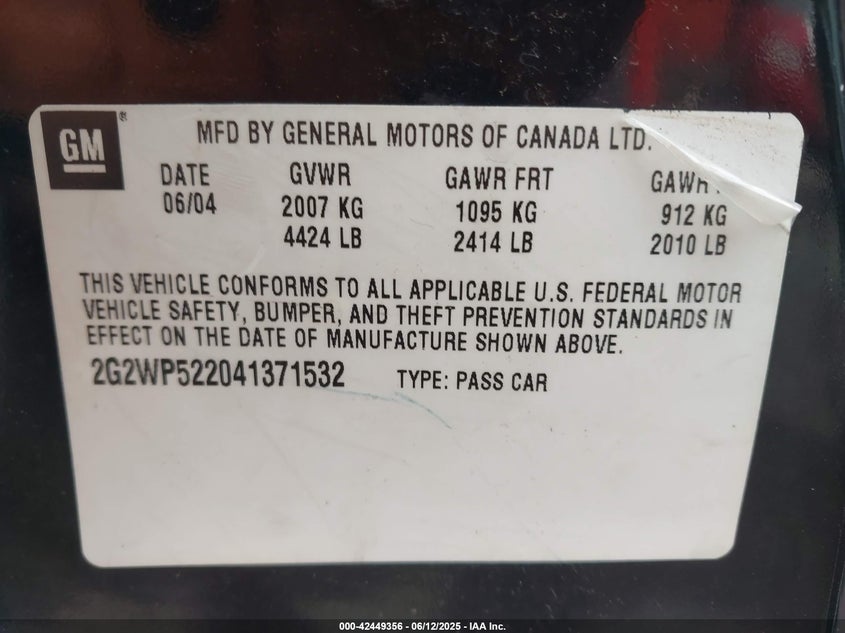 GM®
MFD BY GENERAL MOTORS OF CANADA LTD.
DATE GVWR GAWR FRT GAWR
06/04 2007 KG 1095 KG 912 KG
4424 LB 2414 LB 2010 LB
THIS VEHICLE CONFORMS TO ALL APPLICABLE U.S. FEDERAL MOTOR
VEHICLE SAFETY, BUMPER, AND THEFT PREVENTION STANDARDS IN
EFFECT ON THE DATE OF MANUFACTURE SHOWN ABOVE.
2G2WP522041371532 TYPE: PASS CAR
000-42449356 - 06/12/2025 - IAA Inc.